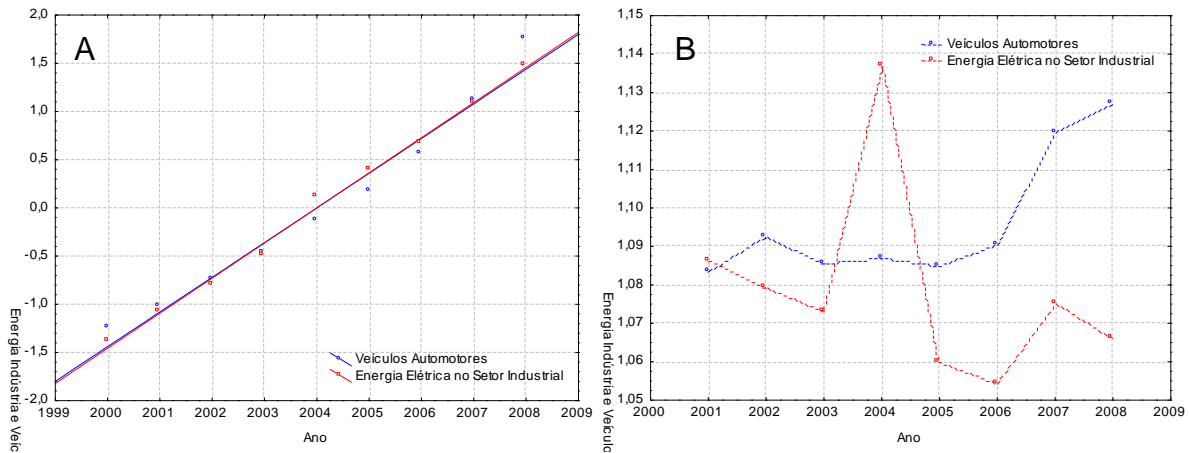 A
2,0
1,5
1,0
0,5
0,0
-0,5
-1,0
-1,5
-2,0
Energia Indústria e Veíc
Veículos Automotores
Energia Elétrica no Setor Industrial
1999 2000 2001 2002 2003 2004 2005 2006 2007 2008 2009
Ano
B
1,15
1,14
1,13
1,12
1,11
1,10
1,09
1,08
1,07
1,06
1,05
Energia Indústria e Veículo
Veículos Automotores
Energia Elétrica no Setor Industrial
2000 2001 2002 2003 2004 2005 2006 2007 2008 2009
Ano